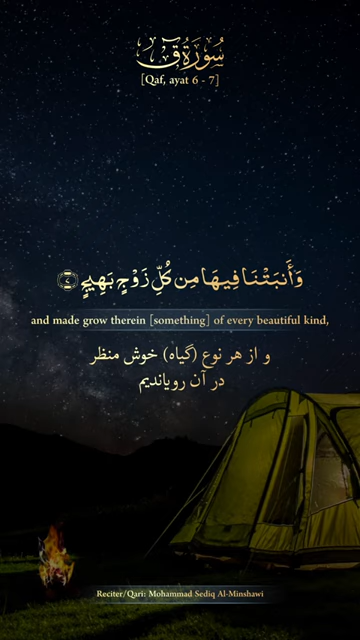 سُورَةُ قٓ
[Qaf, ayat 6 - 7]
وَأَنۢبَتۡنَا فِيهَا مِن كُلِّ زَوۡجِۭ بَهِيجٖ ٧
and made grow therein [something] of every beautiful kind,
و از هر نوع (گیاه) خوش منظر
در آن رویاندیم
Reciter/Qari: Mohammad Sediq Al-Minshawi